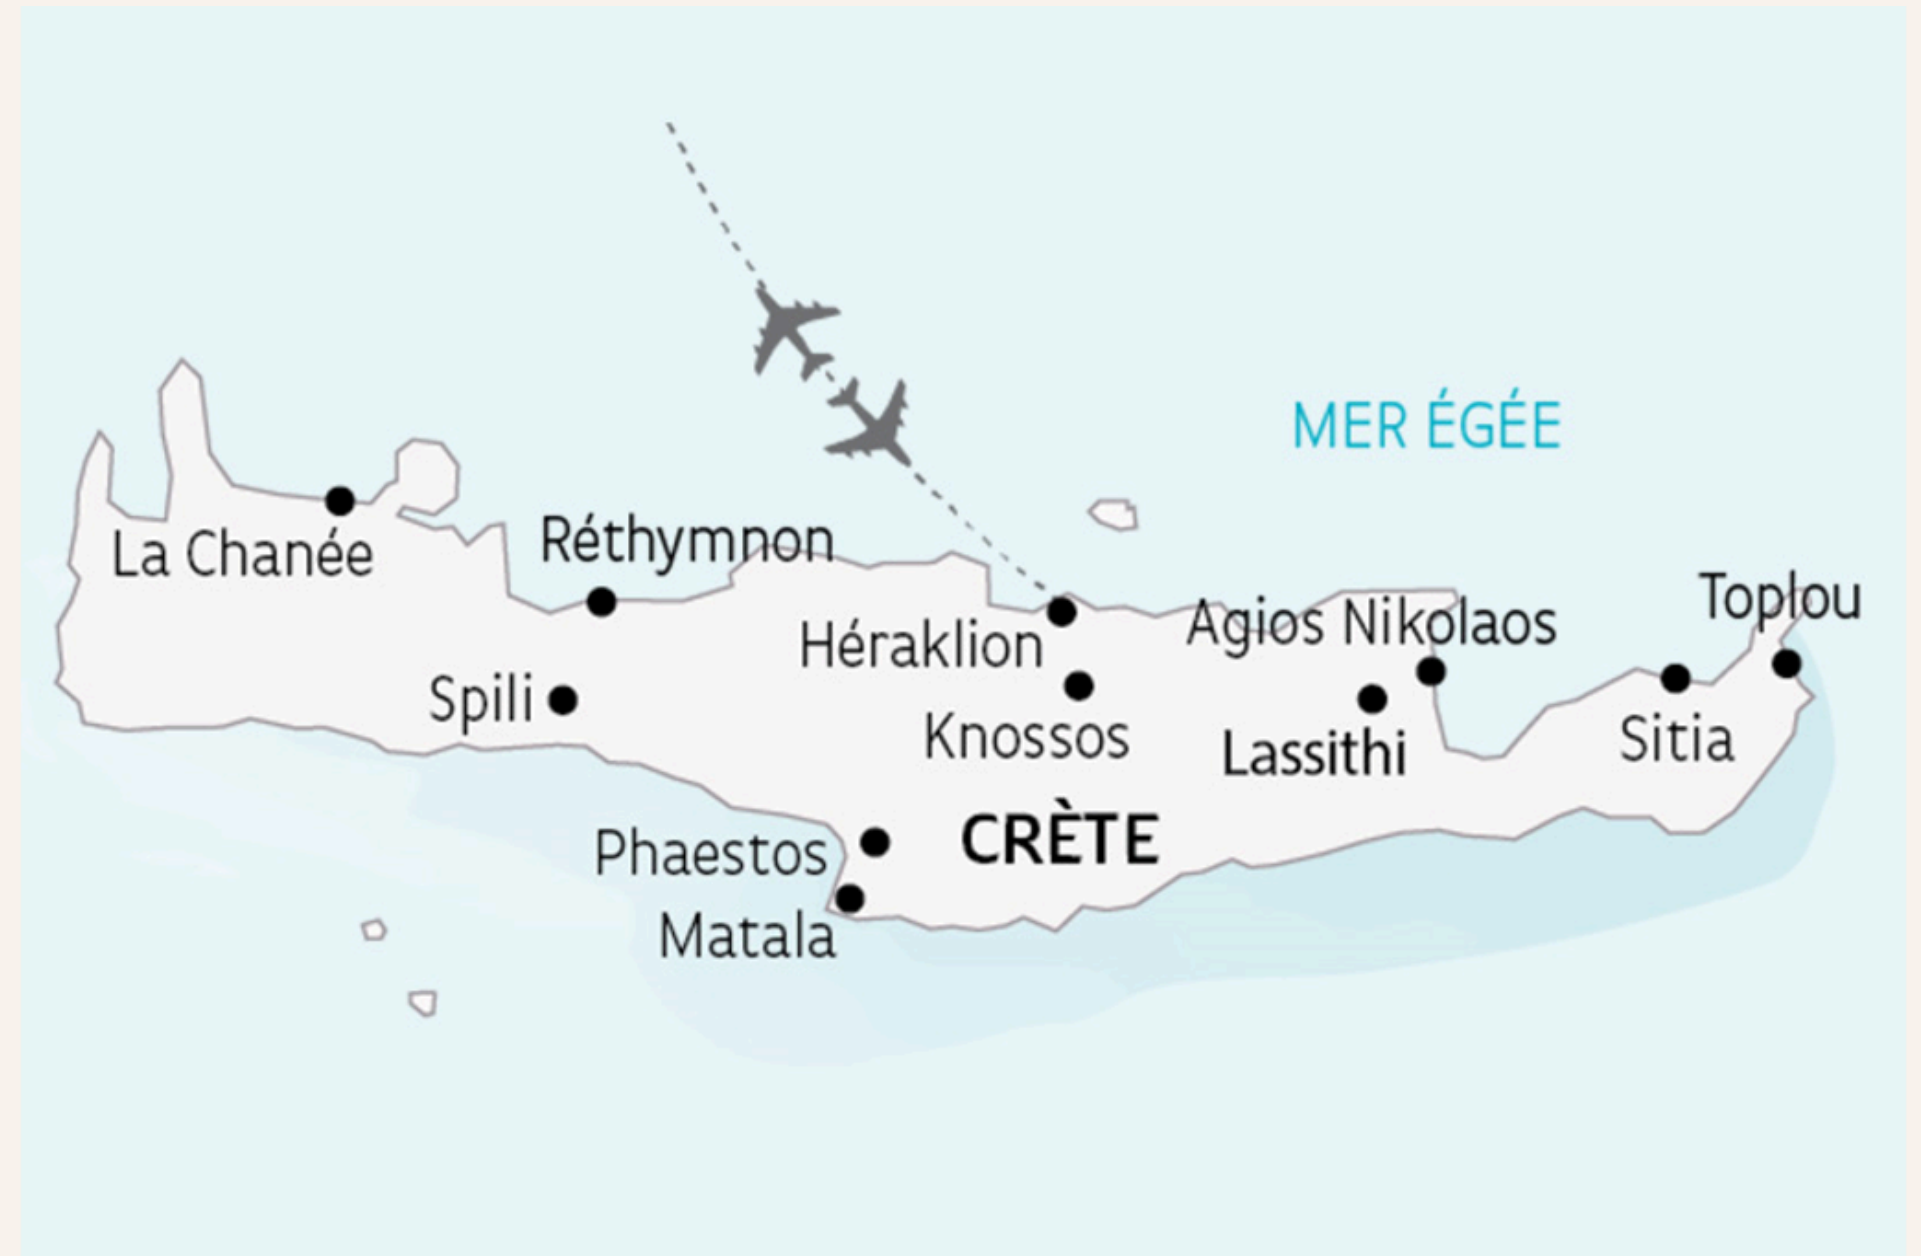 MER ÉGÉE
La Chanée
Réthymnon
Toplou
Héraklion
Agios Nikolaos
Spili
Knossos
Lassithi
Sitia
Phaestos
CRÈTE
Matala